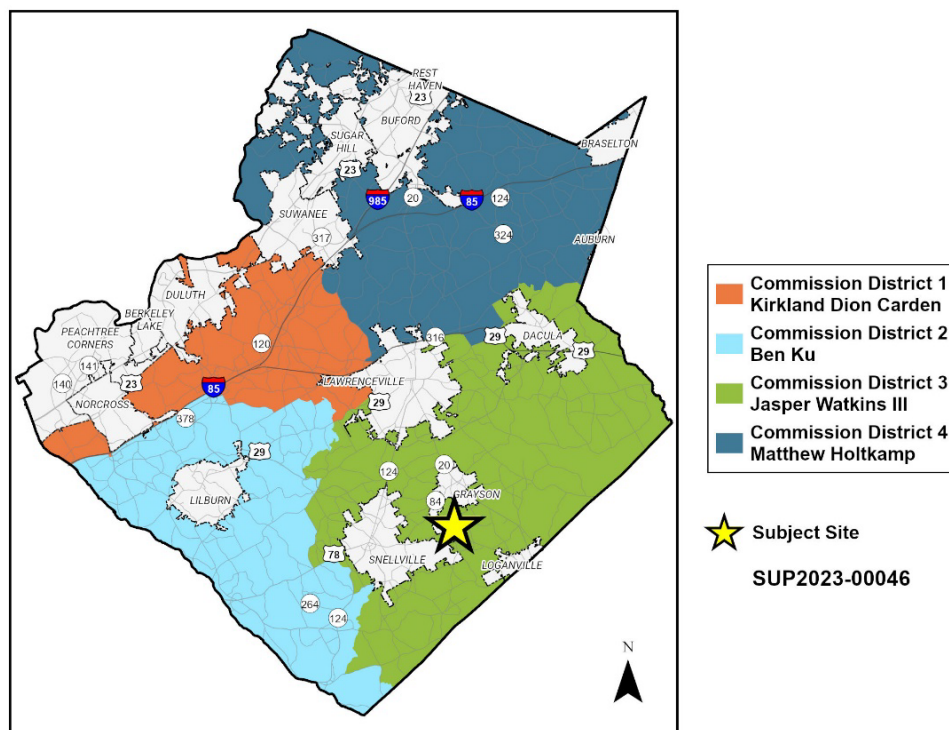 REST
HAVEN
23
BUFORD
SUGAR
HILL
23
BRASELTON
985
20
85
124
SUWANEE
317
324
AUBURN
DULUTH
BERKELEY
LAKE
PEACHTREE
CORNERS
141
140
23
NORCROSS
120
85
316
29
DACULA
29
LAWRENCEVILLE
29
378
29
LILBURN
124
20
84
GRAYSON
78
SNELLVILLE
LOGANVILLE
264
124
N
Commission District 1
Kirkland Dion Carden
Commission District 2
Ben Ku
Commission District 3
Jasper Watkins III
Commission District 4
Matthew Holtkamp
Subject Site
SUP2023-00046